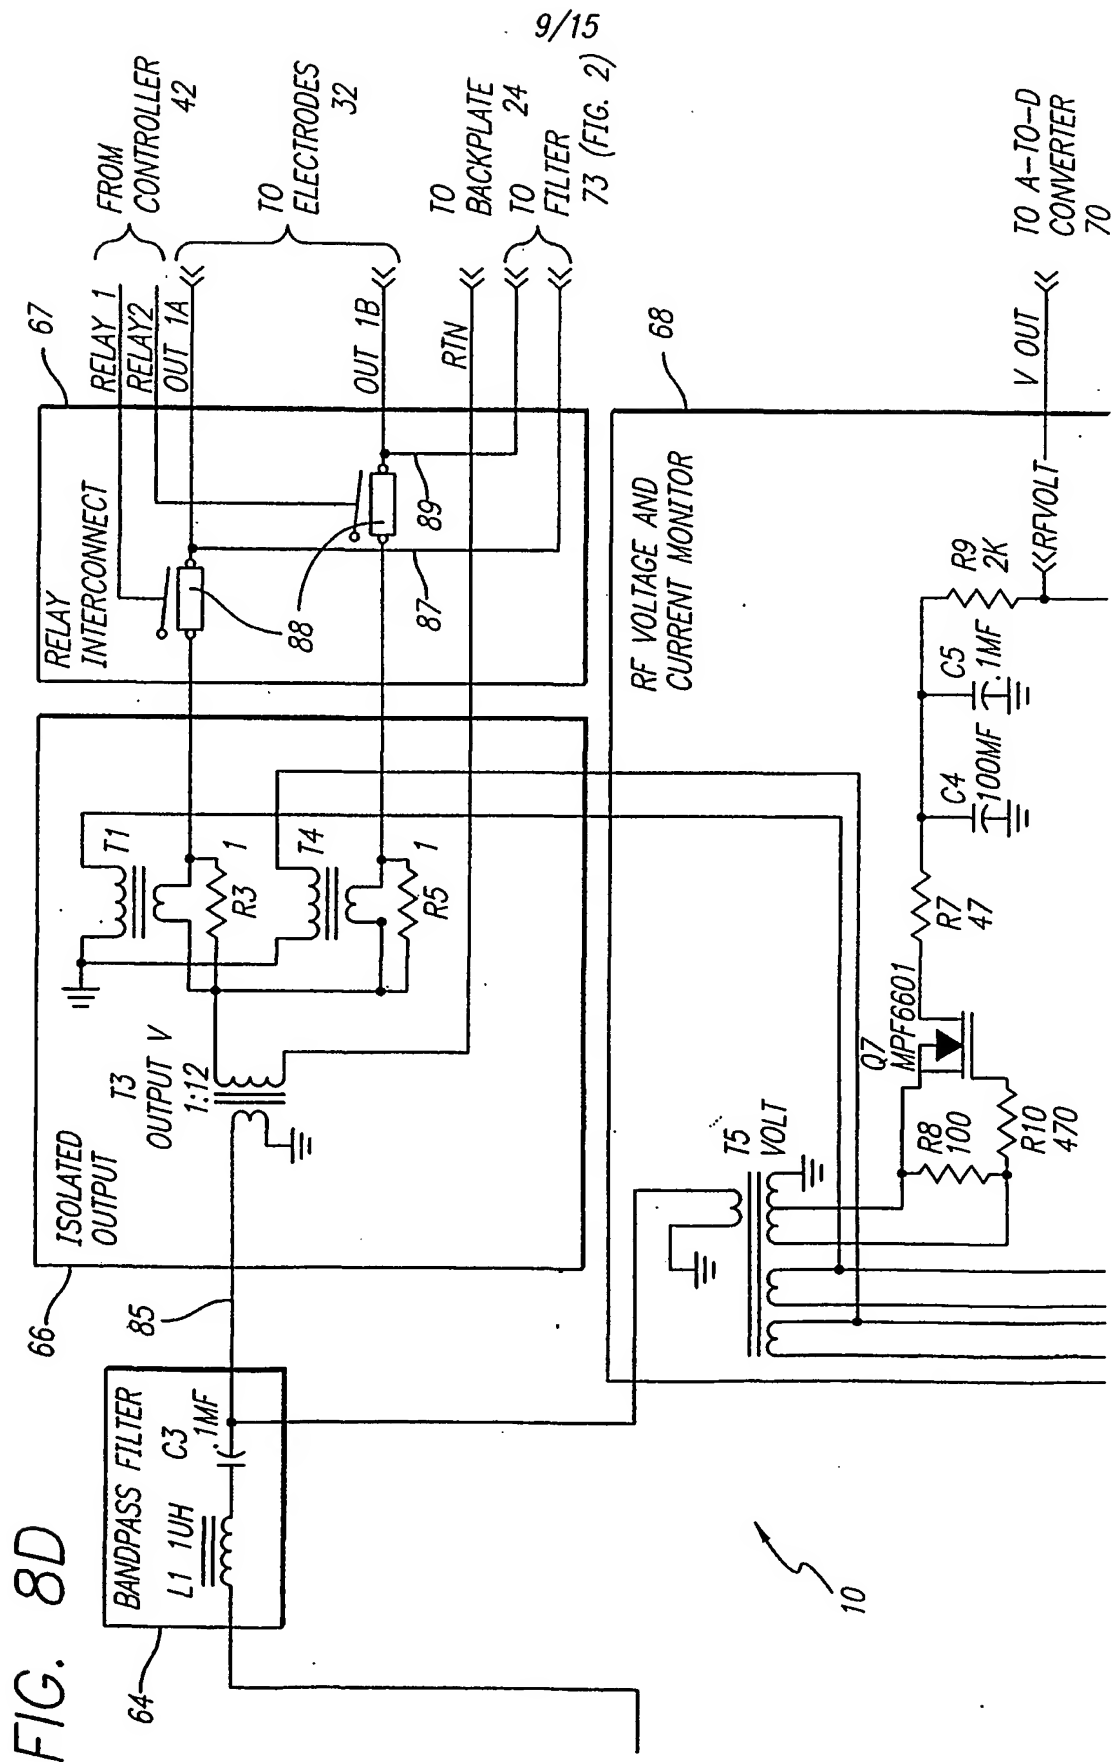 9/15
FIG. 8D
64
BANDPASS FILTER
L1 1UH
C3
.1MF
85
66
ISOLATED
OUTPUT
T3
OUTPUT V
1:12
T1
R3
1
T4
R5
1
67
RELAY
INTERCONNECT
88
87
89
RELAY 1
RELAY2
OUT 1A
OUT 1B
RTN
FROM
CONTROLLER
42
TO
ELECTRODES
32
TO
BACKPLATE
24
TO
FILTER
73 (FIG. 2)
68
RF VOLTAGE AND
CURRENT MONITOR
T5
VOLT
R8
100
R10
470
Q7
MPF6601
R7
47
C4
100MF
C5
.1MF
R9
2K
RFVOLT
V OUT
TO A-TO-D
CONVERTER
70
10